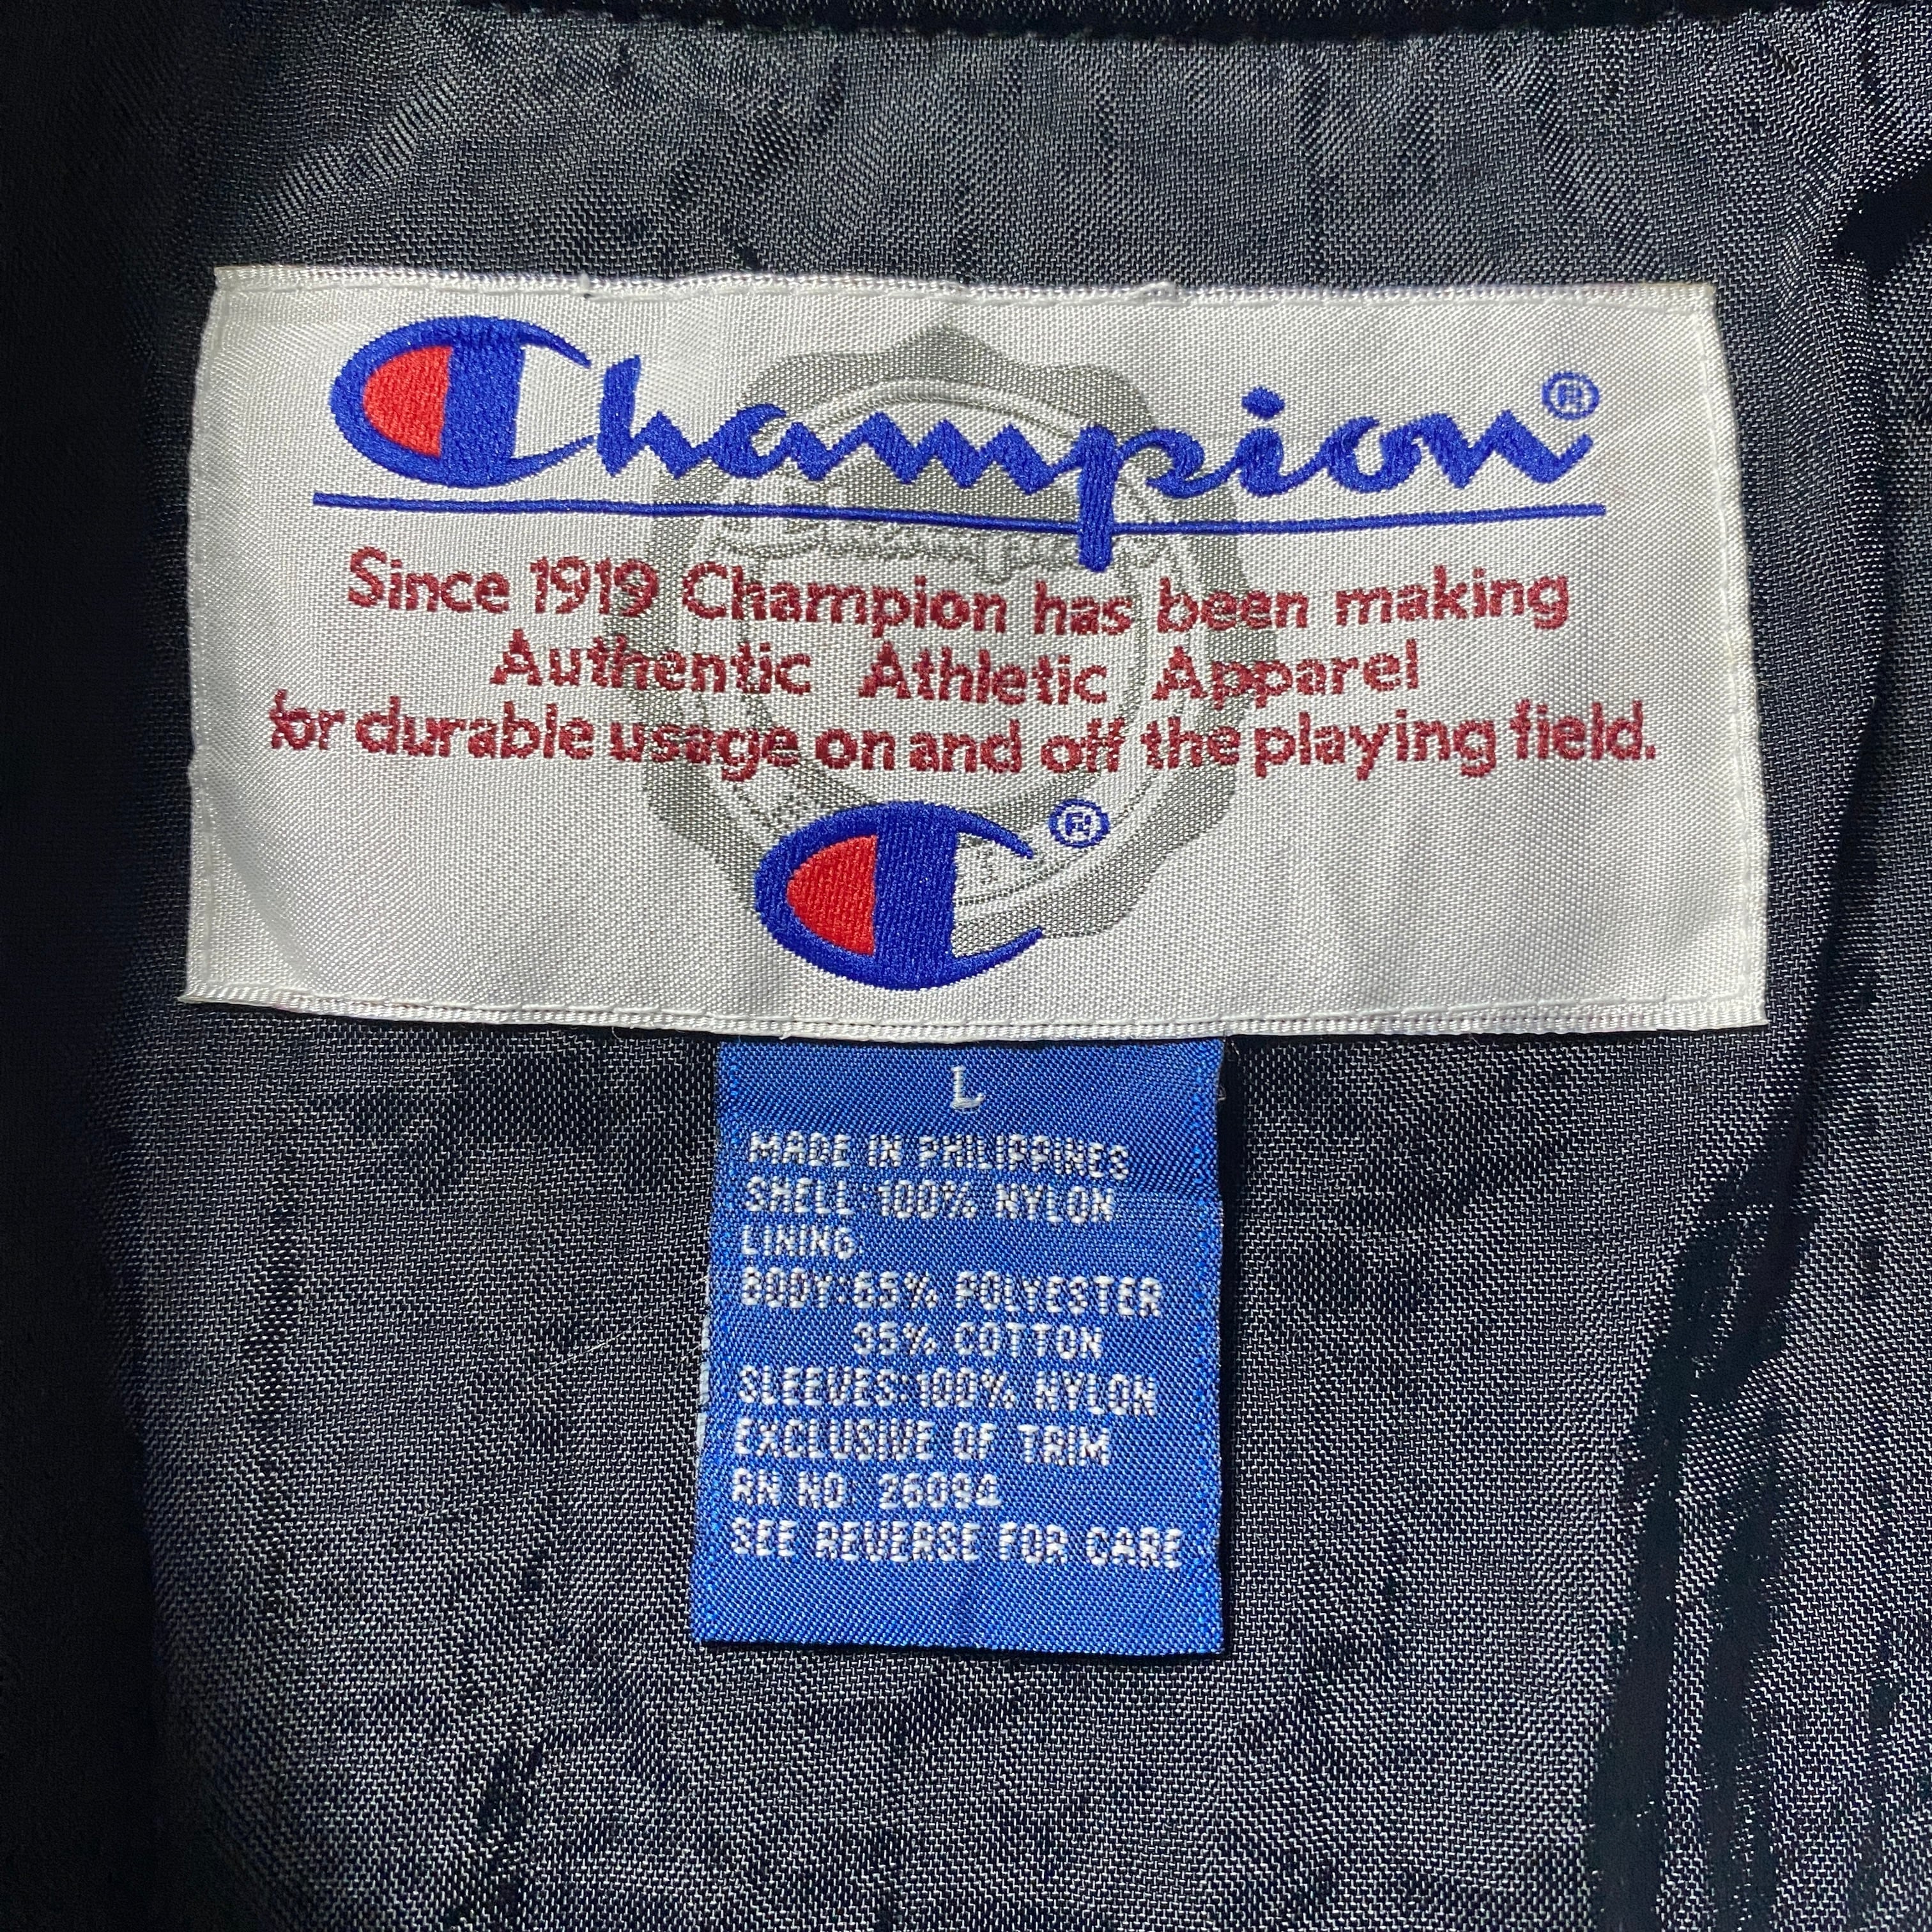 Champion®
Since 1919 Champion has been making
Authentic Athletic Apparel
for durable usage on and off the playing field.
C®
L
MADE IN PHILIPPINES
SHELL:100% NYLON
LINING
BODY:65% POLYESTER
35% COTTON
SLEEVES:100% NYLON
EXCLUSIVE OF TRIM
RN NO. 26094
SEE REVERSE FOR CARE